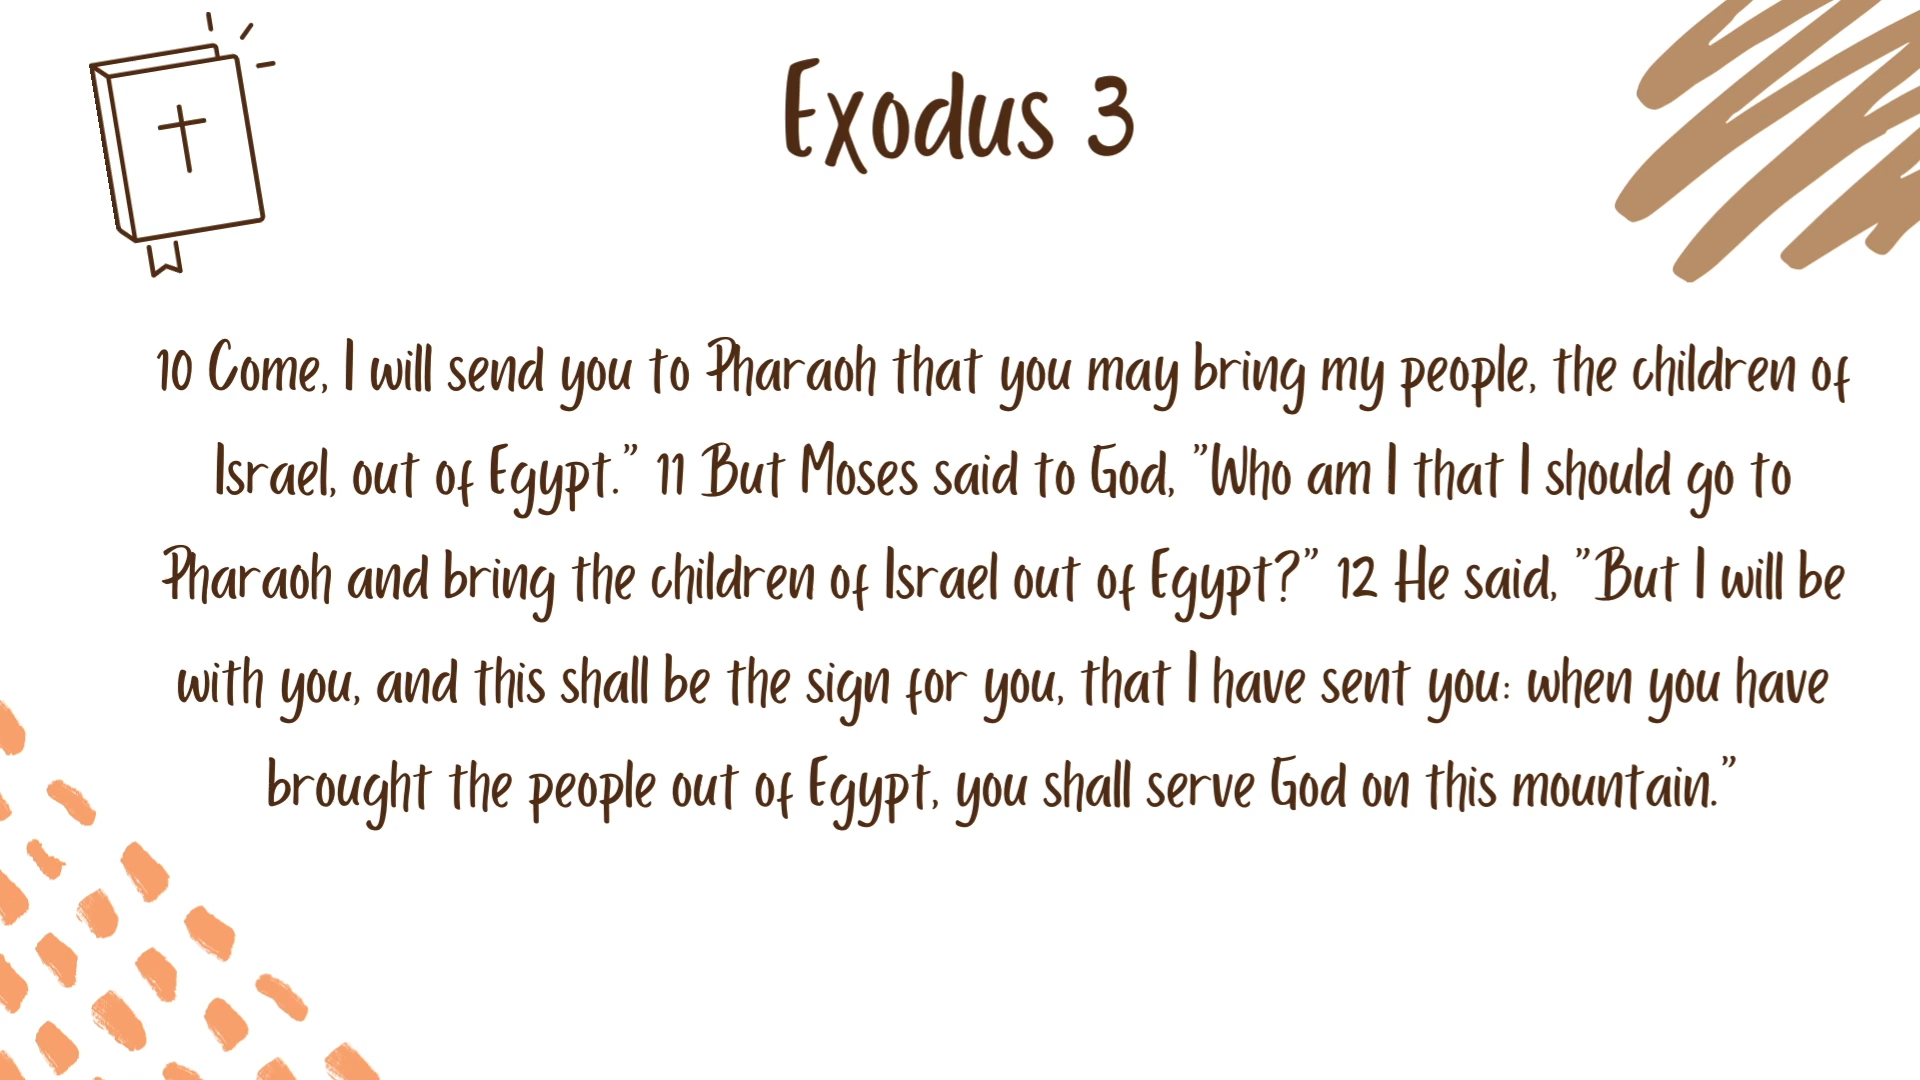 Exodus 3
10 Come, I will send you to Pharaoh that you may bring my people, the children of
Israel, out of Egypt.” 11 But Moses said to God, ”Who am I that I should go to
Pharaoh and bring the children of Israel out of Egypt?” 12 He said, ”But I will be
with you, and this shall be the sign for you, that I have sent you: when you have
brought the people out of Egypt, you shall serve God on this mountain.”